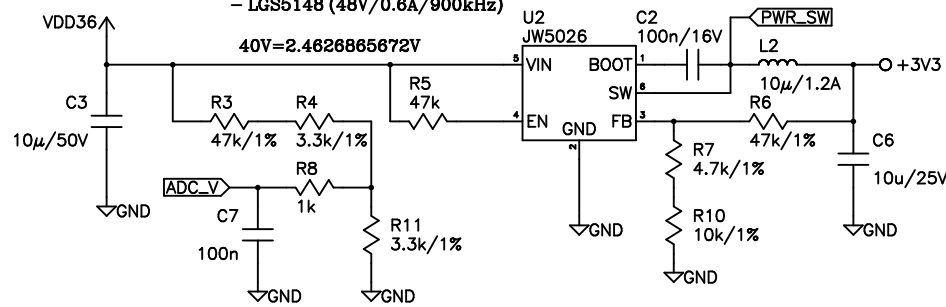 - LGS5148 (48V/0.6A/900kHz)
VDD36
40V=2.4626865672V
U2
JW5026
C2
100n/16V
PWR_SW
L2
10µ/1.2A
+3V3
5
VIN
BOOT
1
SW
6
4
EN
FB
3
GND
2
C3
10µ/50V
R3
47k/1%
R4
3.3k/1%
R5
47k
R6
47k/1%
C6
10u/25V
R7
4.7k/1%
ADC_V
R8
1k
C7
100n
R11
3.3k/1%
R10
10k/1%
GND
GND
GND
GND
GND
GND